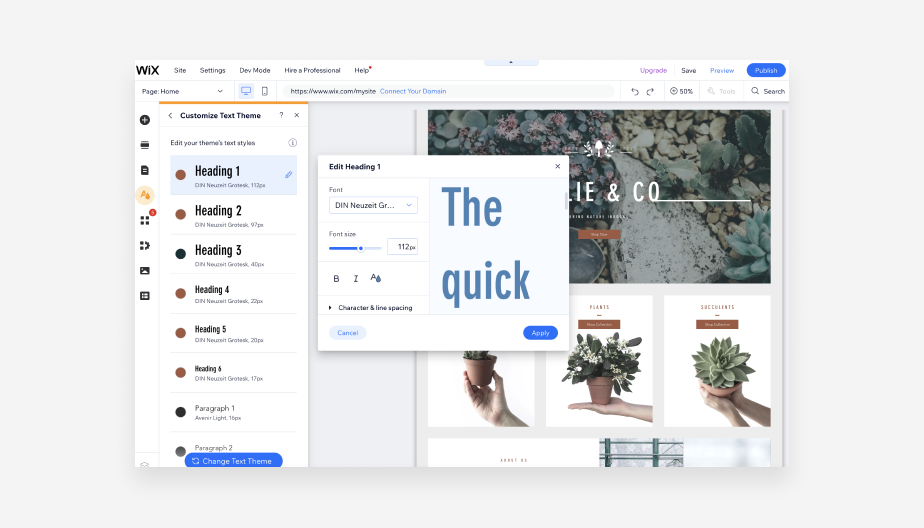 WiX Site Settings Dev Mode Hire a Professional Help Upgrade Save Preview Publish
Page: Home https://www.wix.com/mysite Connect Your Domain 50% Tools Search
Customize Text Theme ?
Edit your theme's text styles
Heading 1
DIN Neuzeit Grotesk, 112px
Heading 2
DIN Neuzeit Grotesk, 97px
Heading 3
DIN Neuzeit Grotesk, 40px
Heading 4
DIN Neuzeit Grotesk, 22px
Heading 5
DIN Neuzeit Grotesk, 20px
Heading 6
DIN Neuzeit Grotesk, 17px
Paragraph 1
Avenir Light, 16px
Paragraph 2
Change Text Theme
Edit Heading 1
Font
DIN Neuzeit Gr...
Font size
112px
B I A
Character & line spacing
Cancel
Apply
The
quick
LIE & CO
Shop Now
PLANTS
Shop Collection
SUCCULENTS
Shop Collection
ABOUT US